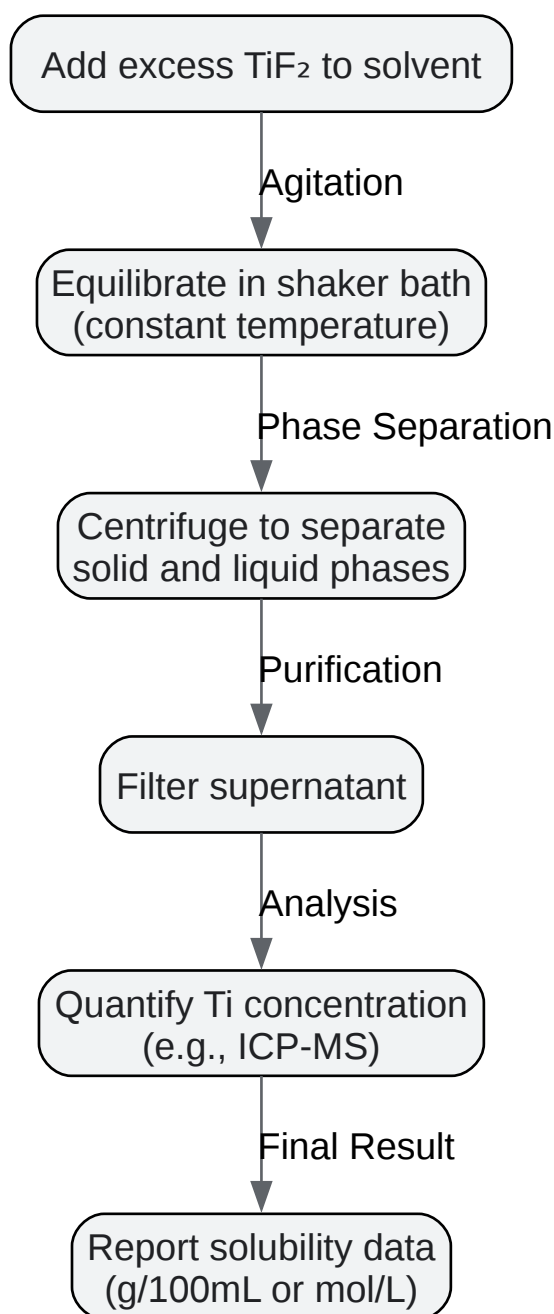 Add excess TiF₂ to solvent
Agitation
Equilibrate in shaker bath
(constant temperature)
Phase Separation
Centrifuge to separate
solid and liquid phases
Purification
Filter supernatant
Analysis
Quantify Ti concentration
(e.g., ICP-MS)
Final Result
Report solubility data
(g/100mL or mol/L)